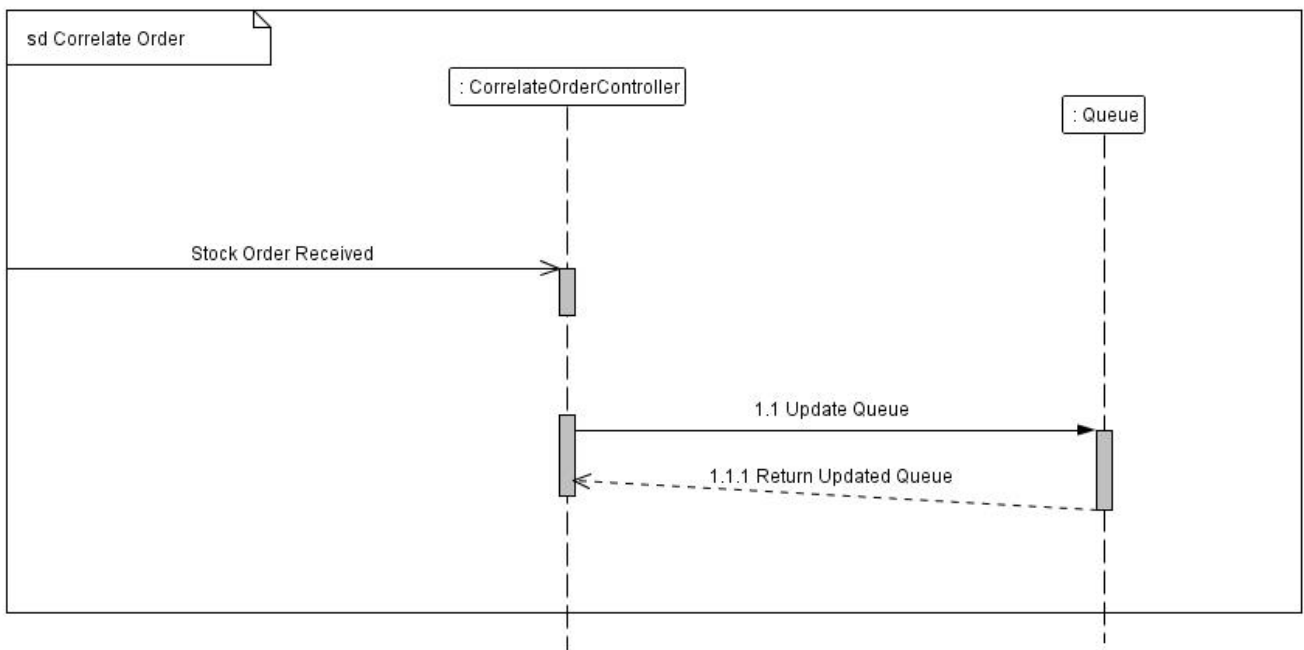 sd Correlate Order
: CorrelateOrderController
: Queue
Stock Order Received
1.1 Update Queue
1.1.1 Return Updated Queue